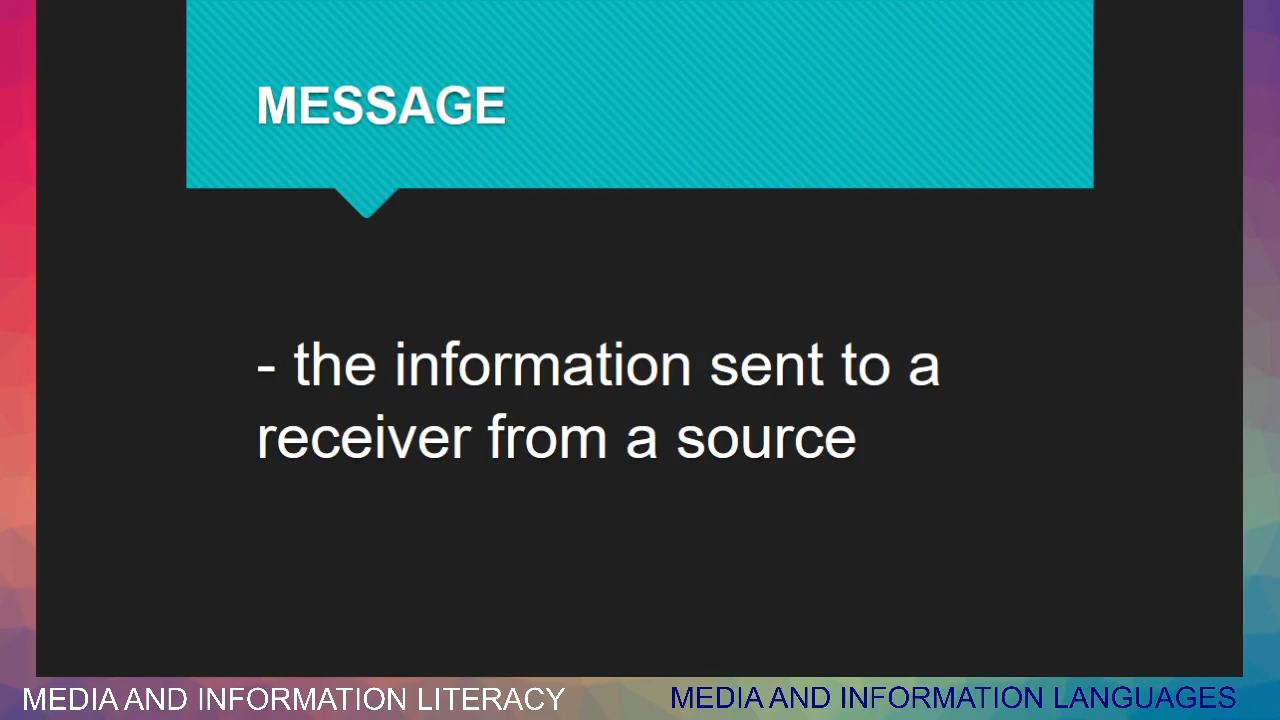 MESSAGE
- the information sent to a
receiver from a source
MEDIA AND INFORMATION LITERACY
MEDIA AND INFORMATION LANGUAGES